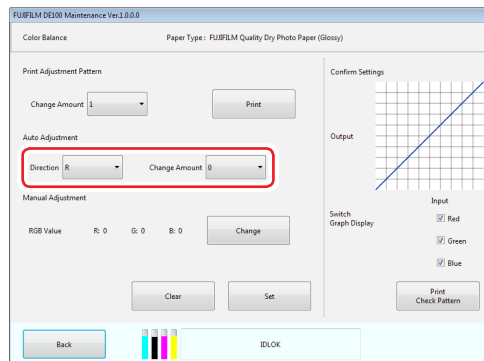 FUJIFILM DE100 Maintenance Ver.1.0.0.0
Color Balance
Paper Type : FUJIFILM Quality Dry Photo Paper (Glossy)
Print Adjustment Pattern
Change Amount 1
Print
Auto Adjustment
Direction R
Change Amount 0
Manual Adjustment
RGB Value R: 0 G: 0 B: 0
Change
Clear
Set
Confirm Settings
Output
Input
Switch
Graph Display
Red
Green
Blue
Print
Check Pattern
Back
IDLOK